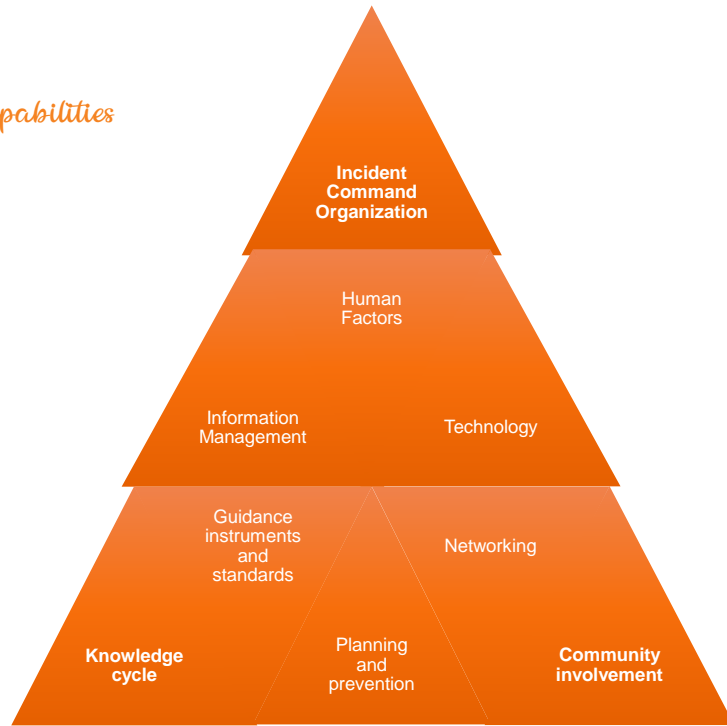 pabilities
Incident
Command
Organization
Human
Factors
Information
Management
Technology
Guidance
instruments
and
standards
Networking
Knowledge
cycle
Planning
and
prevention
Community
involvement